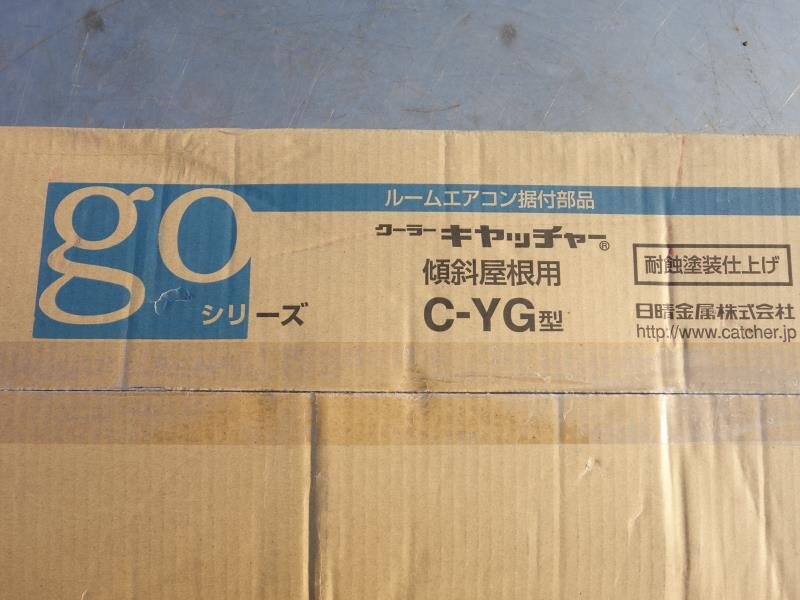 go シリーズ
ルームエアコン据付部品
クーラーキャッチャー®
傾斜屋根用
C-YG型
耐蝕塗装仕上げ
日晴金属株式会社
http://www.catcher.jp